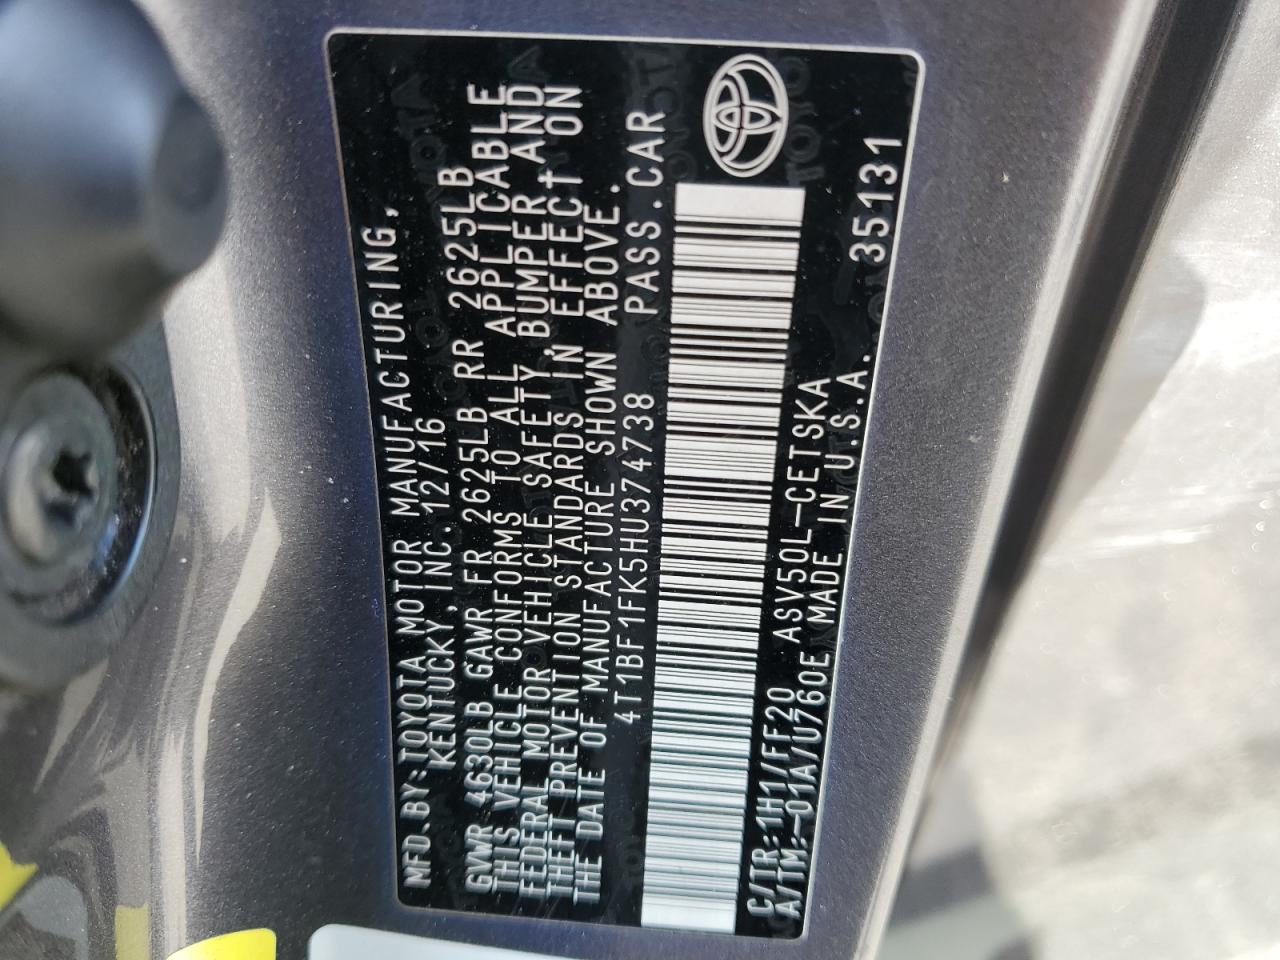 MFD.BY:TOYOTA MOTOR MANUFACTURING,
KENTUCKY, INC. 12/16
GVWR 4630LB GAWR FR 2625LB RR 2625LB
THIS VEHICLE CONFORMS TO ALL APPLICABLE
FEDERAL MOTOR VEHICLE SAFETY, BUMPER, AND
THEFT PREVENTION STANDARDS IN EFFECT ON
THE DATE OF MANUFACTURE SHOWN ABOVE.
4T1BF1FK5HU374738 PASS.CAR
C/TR:1H1/FF20 ASV50L-CETSKA
A/TM:-01A/U760E MADE IN U.S.A. 35131